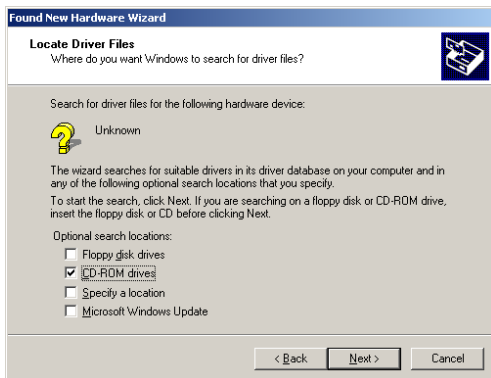 Found New Hardware Wizard
Locate Driver Files
Where do you want Windows to search for driver files?
Search for driver files for the following hardware device:
Unknown
The wizard searches for suitable drivers in its driver database on your computer and in
any of the following optional search locations that you specify.
To start the search, click Next. If you are searching on a floppy disk or CD-ROM drive,
insert the floppy disk or CD before clicking Next.
Optional search locations:
Floppy disk drives
CD-ROM drives
Specify a location
Microsoft Windows Update
< Back Next > Cancel